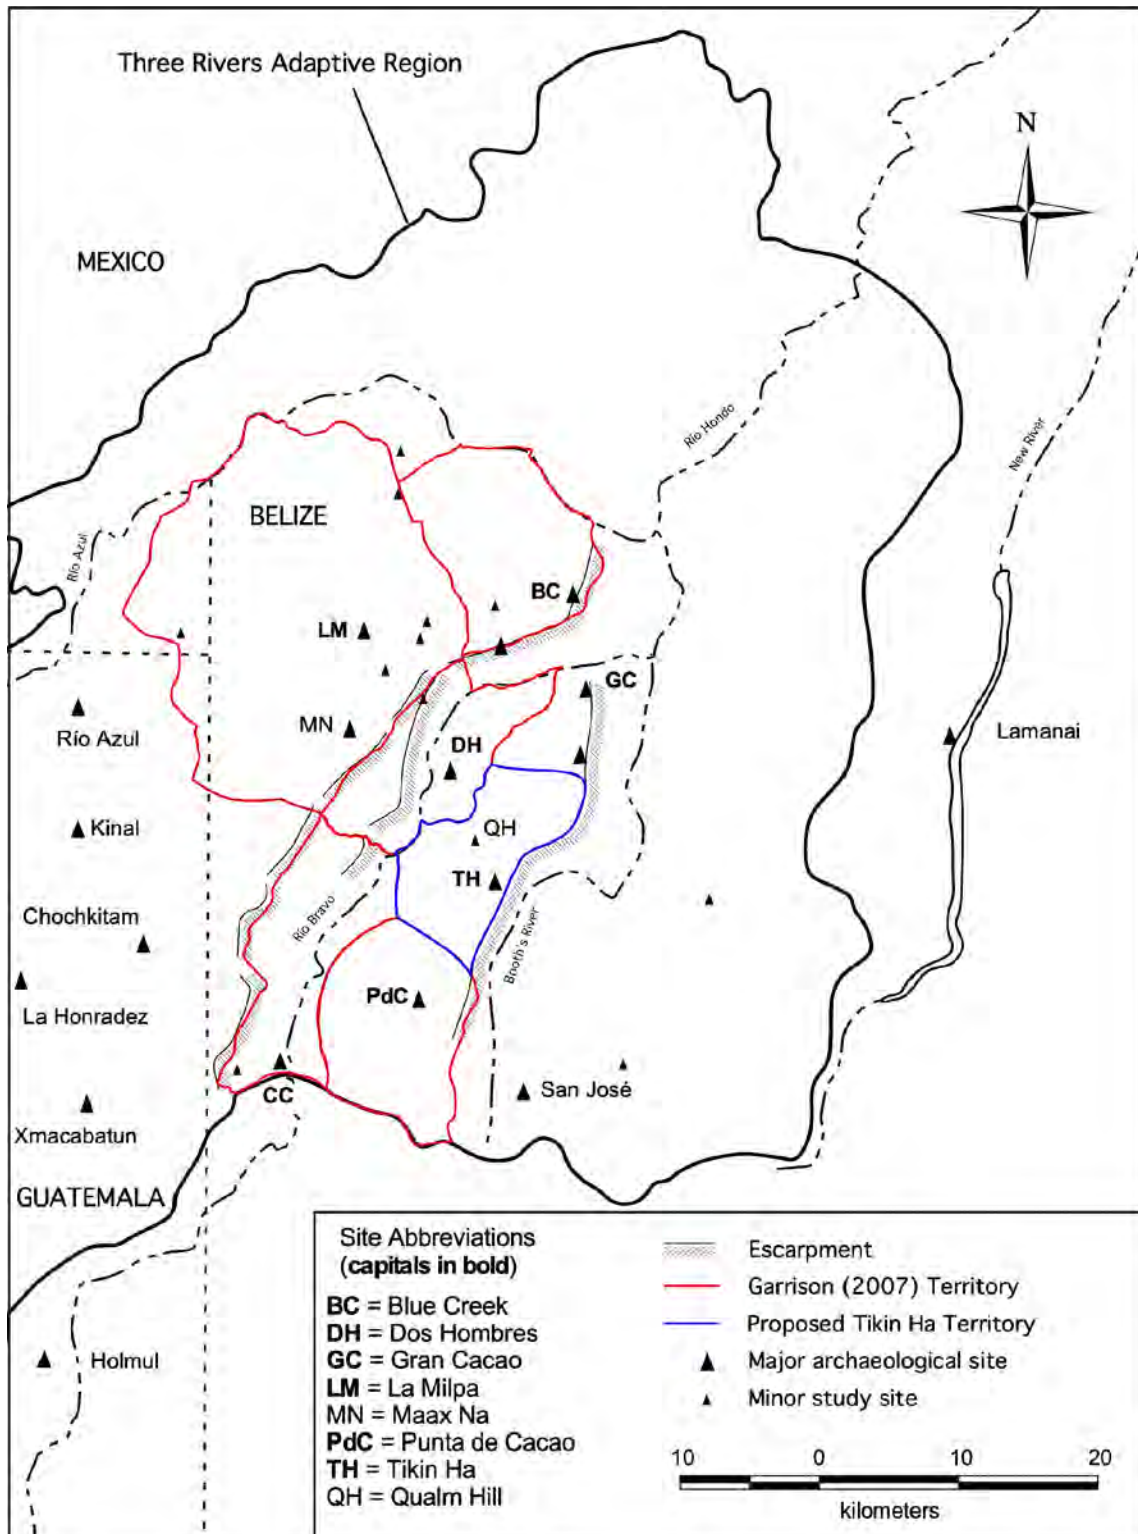 Three Rivers Adaptive Region
N
MEXICO
Río Hondo
New River
BELIZE
Río Azul
BC
LM
GC
MN
DH
Río Azul
Lamanai
Kinal
QH
TH
Chochkitam
Río Bravo
Booth's River
La Honradez
PdC
San José
CC
Xmacabatun
GUATEMALA
Holmul
Site Abbreviations
(capitals in bold)
BC = Blue Creek
DH = Dos Hombres
GC = Gran Cacao
LM = La Milpa
MN = Maax Na
PdC = Punta de Cacao
TH = Tikin Ha
QH = Qualm Hill
Escarpment
Garrison (2007) Territory
Proposed Tikin Ha Territory
Major archaeological site
Minor study site
10 0 10 20
kilometers